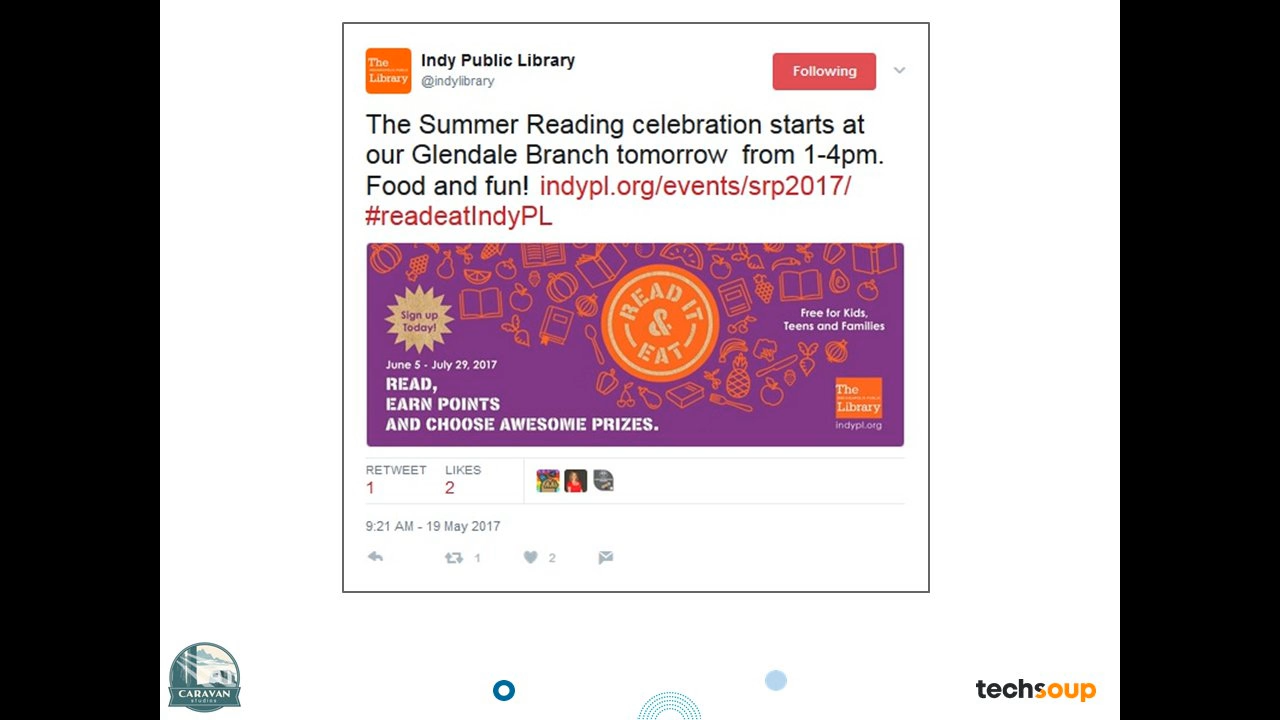 The
Library
Indy Public Library
@indylibrary
Following
The Summer Reading celebration starts at
our Glendale Branch tomorrow from 1-4pm.
Food and fun! indypl.org/events/srp2017/
#readeatIndyPL
Sign up
Today!
READ IT
&
EAT
Free for Kids,
Teens and Families
June 5 - July 29, 2017
READ,
EARN POINTS
AND CHOOSE AWESOME PRIZES.
The
Library
indypl.org
RETWEET LIKES
1 2
9:21 AM - 19 May 2017
1 2
CARAVAN
studios
techsoup